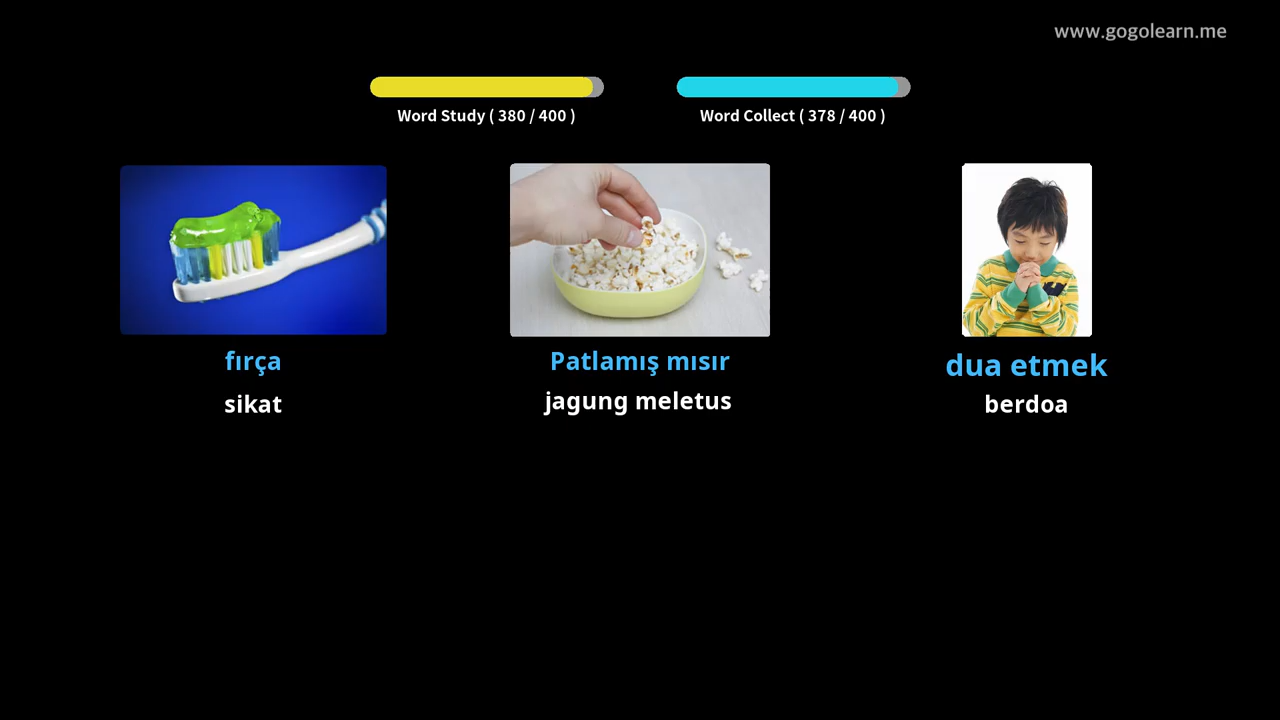 www.gogolearn.me
Word Study ( 380 / 400 )
Word Collect ( 378 / 400 )
fırça
sikat
Patlamış mısır
jagung meletus
dua etmek
berdoa